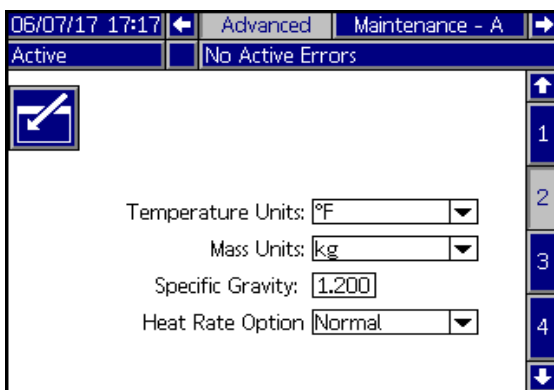 06/07/17 17:17 Advanced Maintenance - A
Active No Active Errors
1
2
Temperature Units: °F
Mass Units: kg
3
Specific Gravity: 1.200
Heat Rate Option Normal
4